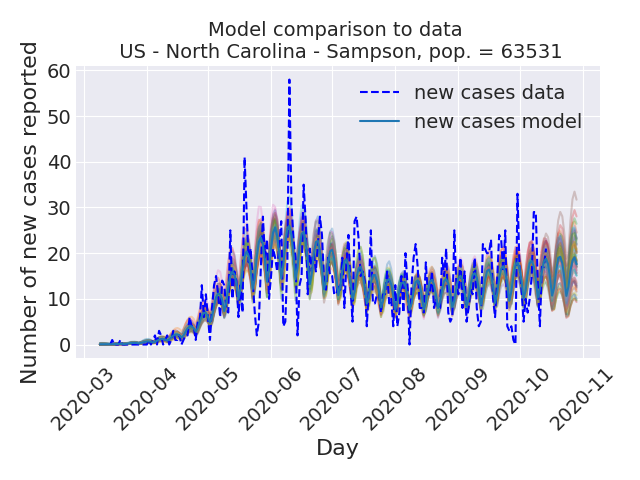 Model comparison to data
US - North Carolina - Sampson, pop. = 63531
Number of new cases reported
60
50
40
30
20
10
0
new cases data
new cases model
2020-03
2020-04
2020-05
2020-06
2020-07
2020-08
2020-09
2020-10
2020-11
Day